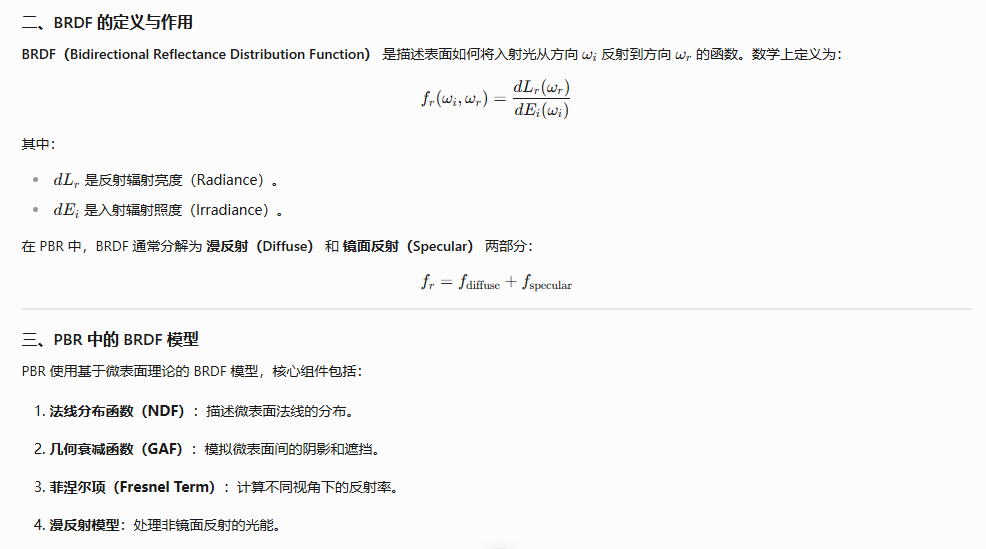 二、BRDF 的定义与作用
BRDF（Bidirectional Reflectance Distribution Function） 是描述表面如何将入射光从方向 ωᵢ 反射到方向 ωᵣ 的函数。数学上定义为：
fᵣ(ωᵢ, ωᵣ) = dLᵣ(ωᵣ) / dEᵢ(ωᵢ)
其中：
• dLᵣ 是反射辐射亮度（Radiance）。
• dEᵢ 是入射辐射照度（Irradiance）。
在 PBR 中，BRDF 通常分解为 漫反射（Diffuse） 和 镜面反射（Specular） 两部分：
fᵣ = f_diffuse + f_specular
三、PBR 中的 BRDF 模型
PBR 使用基于微表面理论的 BRDF 模型，核心组件包括：
1. 法线分布函数（NDF）：描述微表面法线的分布。
2. 几何衰减函数（GAF）：模拟微表面间的阴影和遮挡。
3. 菲涅尔项（Fresnel Term）：计算不同视角下的反射率。
4. 漫反射模型：处理非镜面反射的光能。